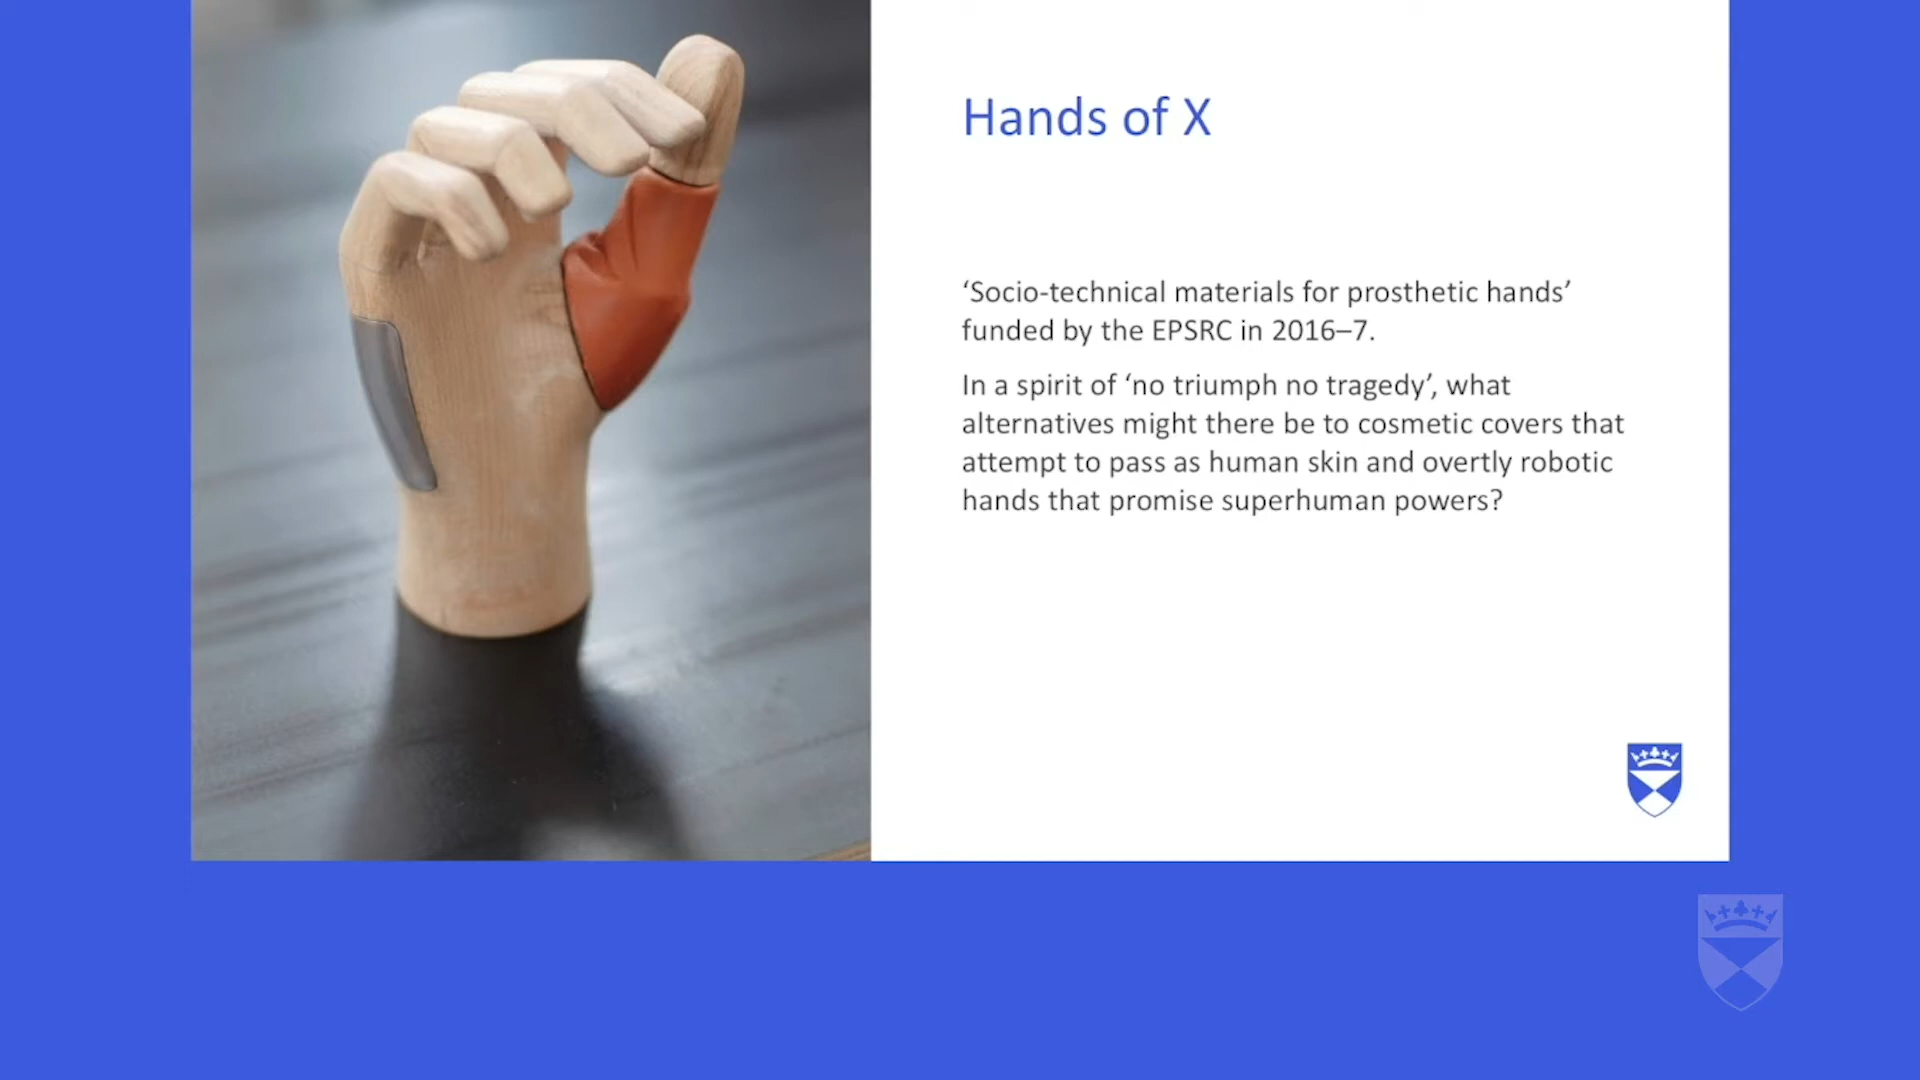 Hands of X
‘Socio-technical materials for prosthetic hands’
funded by the EPSRC in 2016–7.
In a spirit of ‘no triumph no tragedy’, what
alternatives might there be to cosmetic covers that
attempt to pass as human skin and overtly robotic
hands that promise superhuman powers?